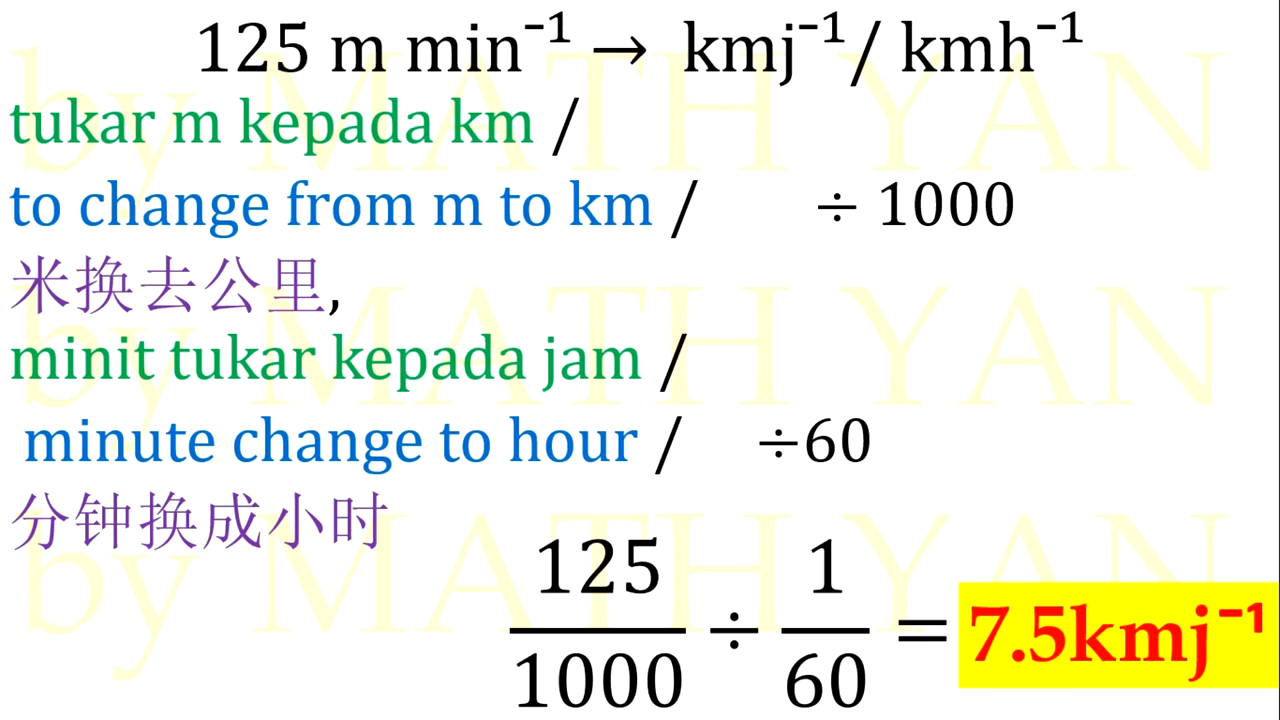 125 m min⁻¹ → kmj⁻¹/ kmh⁻¹
tukar m kepada km /
to change from m to km / ÷ 1000
米换去公里,
minit tukar kepada jam /
minute change to hour / ÷60
分钟换成小时
125/1000 ÷ 1/60 = 7.5kmj⁻¹
by MATH YAN
by MATH YAN
by MATH YAN